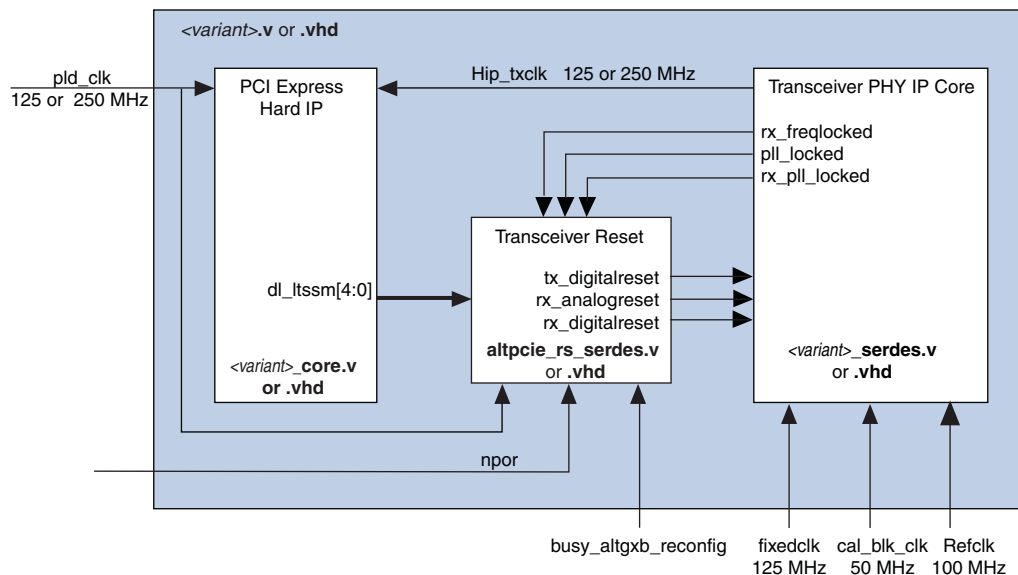 <variant>.v or .vhd
pld_clk
125 or 250 MHz
PCI Express
Hard IP
Hip_txclk 125 or 250 MHz
Transceiver PHY IP Core
rx_freqlocked
pll_locked
rx_pll_locked
Transceiver Reset
dl_ltssm[4:0]
tx_digitalreset
rx_analogreset
rx_digitalreset
altpcie_rs_serdes.v
or .vhd
<variant>_core.v
or .vhd
<variant>_serdes.v
or .vhd
npor
busy_altgxb_reconfig
fixedclk
125 MHz
cal_blk_clk
50 MHz
Refclk
100 MHz